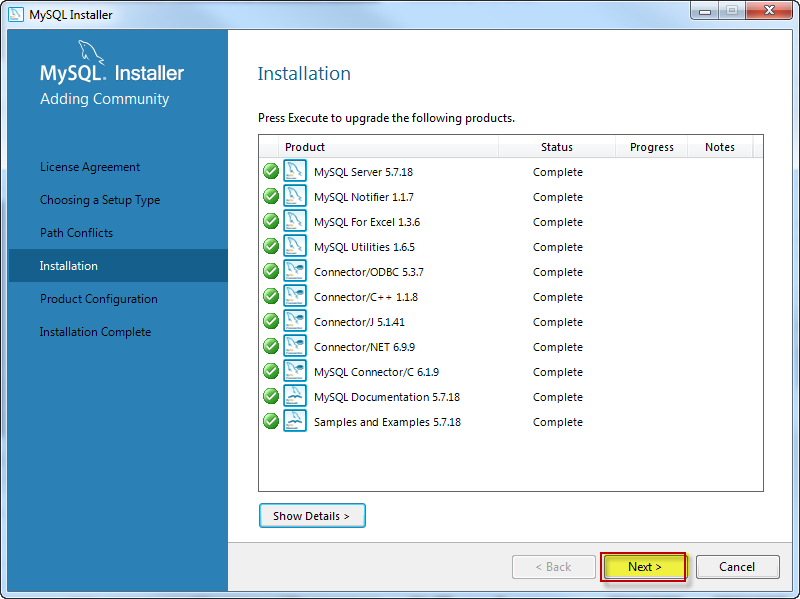 MySQL Installer
MySQL. Installer
Adding Community
License Agreement
Choosing a Setup Type
Path Conflicts
Installation
Product Configuration
Installation Complete
Installation
Press Execute to upgrade the following products.
Product Status Progress Notes
MySQL Server 5.7.18 Complete
MySQL Notifier 1.1.7 Complete
MySQL For Excel 1.3.6 Complete
MySQL Utilities 1.6.5 Complete
Connector/ODBC 5.3.7 Complete
Connector/C++ 1.1.8 Complete
Connector/J 5.1.41 Complete
Connector/NET 6.9.9 Complete
MySQL Connector/C 6.1.9 Complete
MySQL Documentation 5.7.18 Complete
Samples and Examples 5.7.18 Complete
Show Details >
< Back Next > Cancel